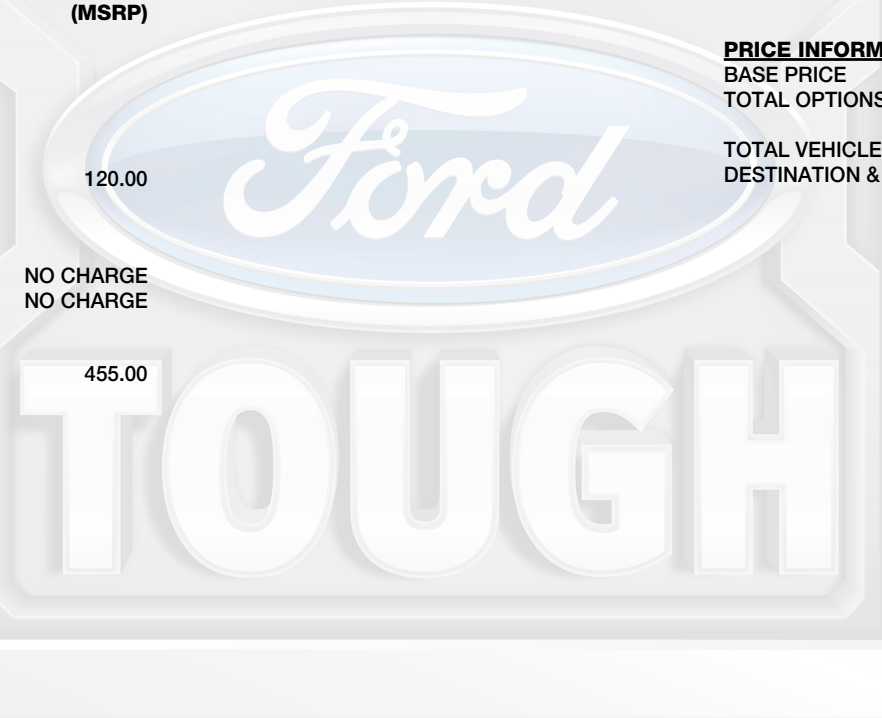 (MSRP)
120.00
NO CHARGE
NO CHARGE
455.00
PRICE INFORM
BASE PRICE
TOTAL OPTIONS
TOTAL VEHICLE
DESTINATION &
Ford
TOUGH